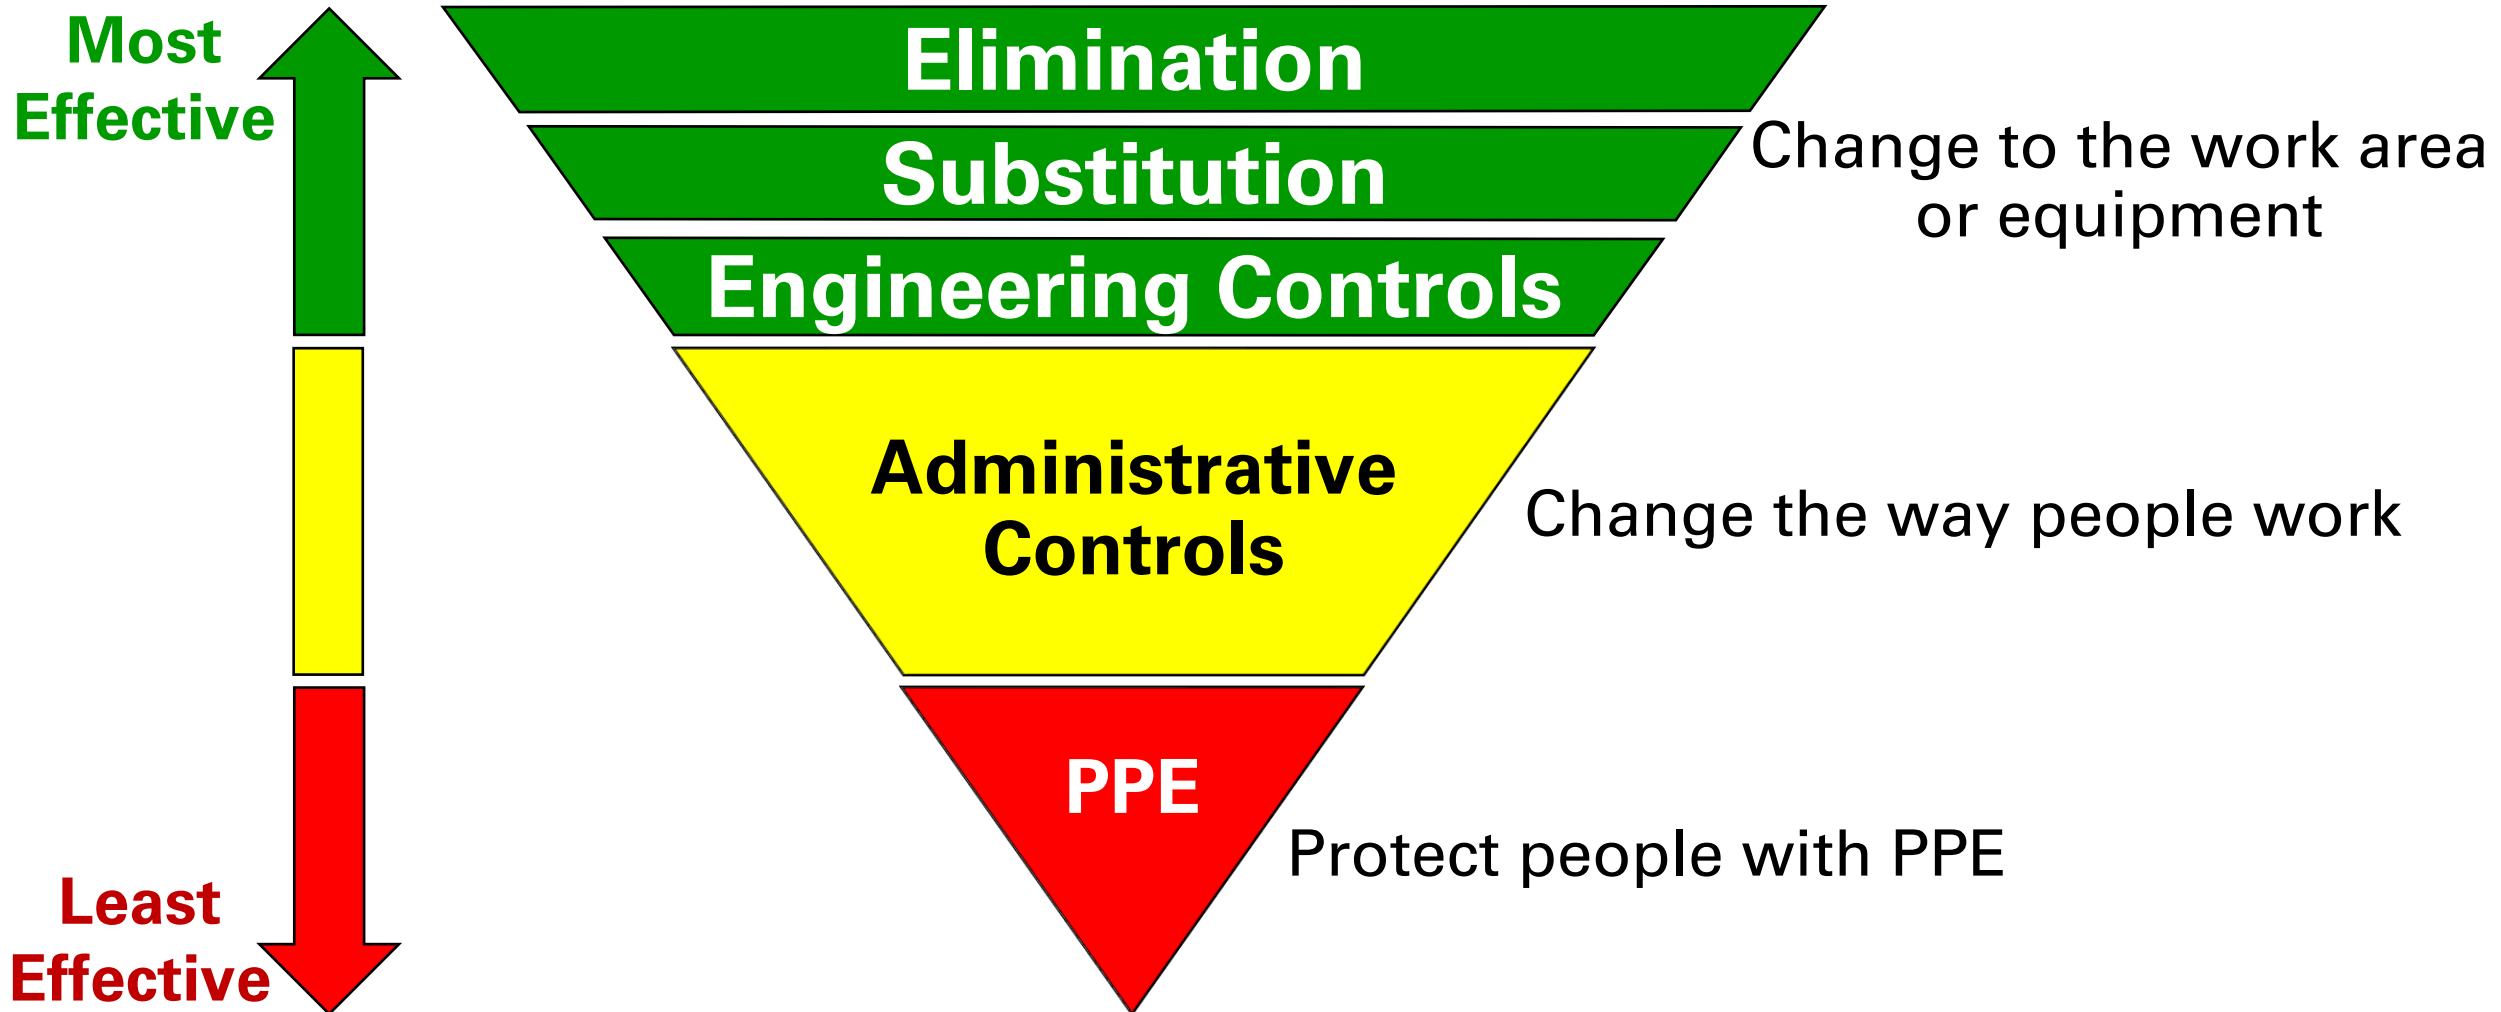 Most
Effective
Elimination
Substitution
Engineering Controls
Change to the work area
or equipment
Administrative
Controls
Change the way people work
PPE
Protect people with PPE
Least
Effective